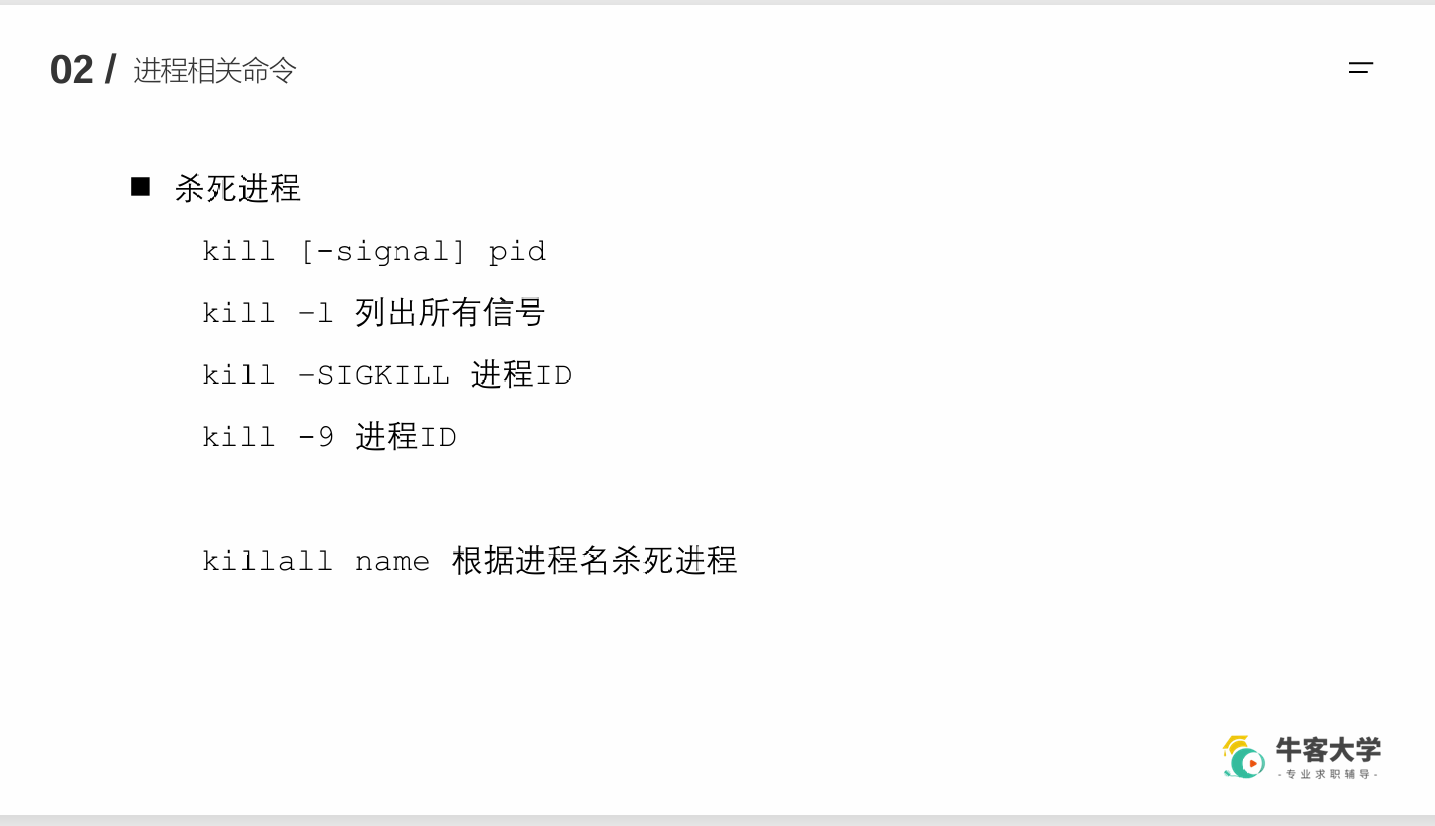 02 / 进程相关命令
■ 杀死进程
kill [-signal] pid
kill –l 列出所有信号
kill –SIGKILL 进程ID
kill -9 进程ID
killall name 根据进程名杀死进程
牛客大学
-专业求职辅导-